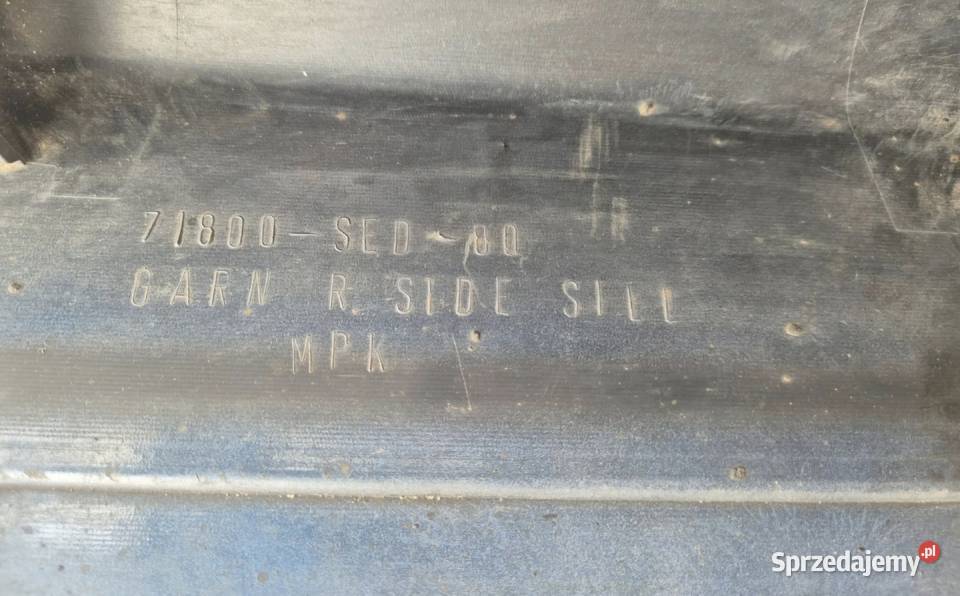 71800-SED-
GARN R SIDE SILL
MPK
Sprzedajemy.pl